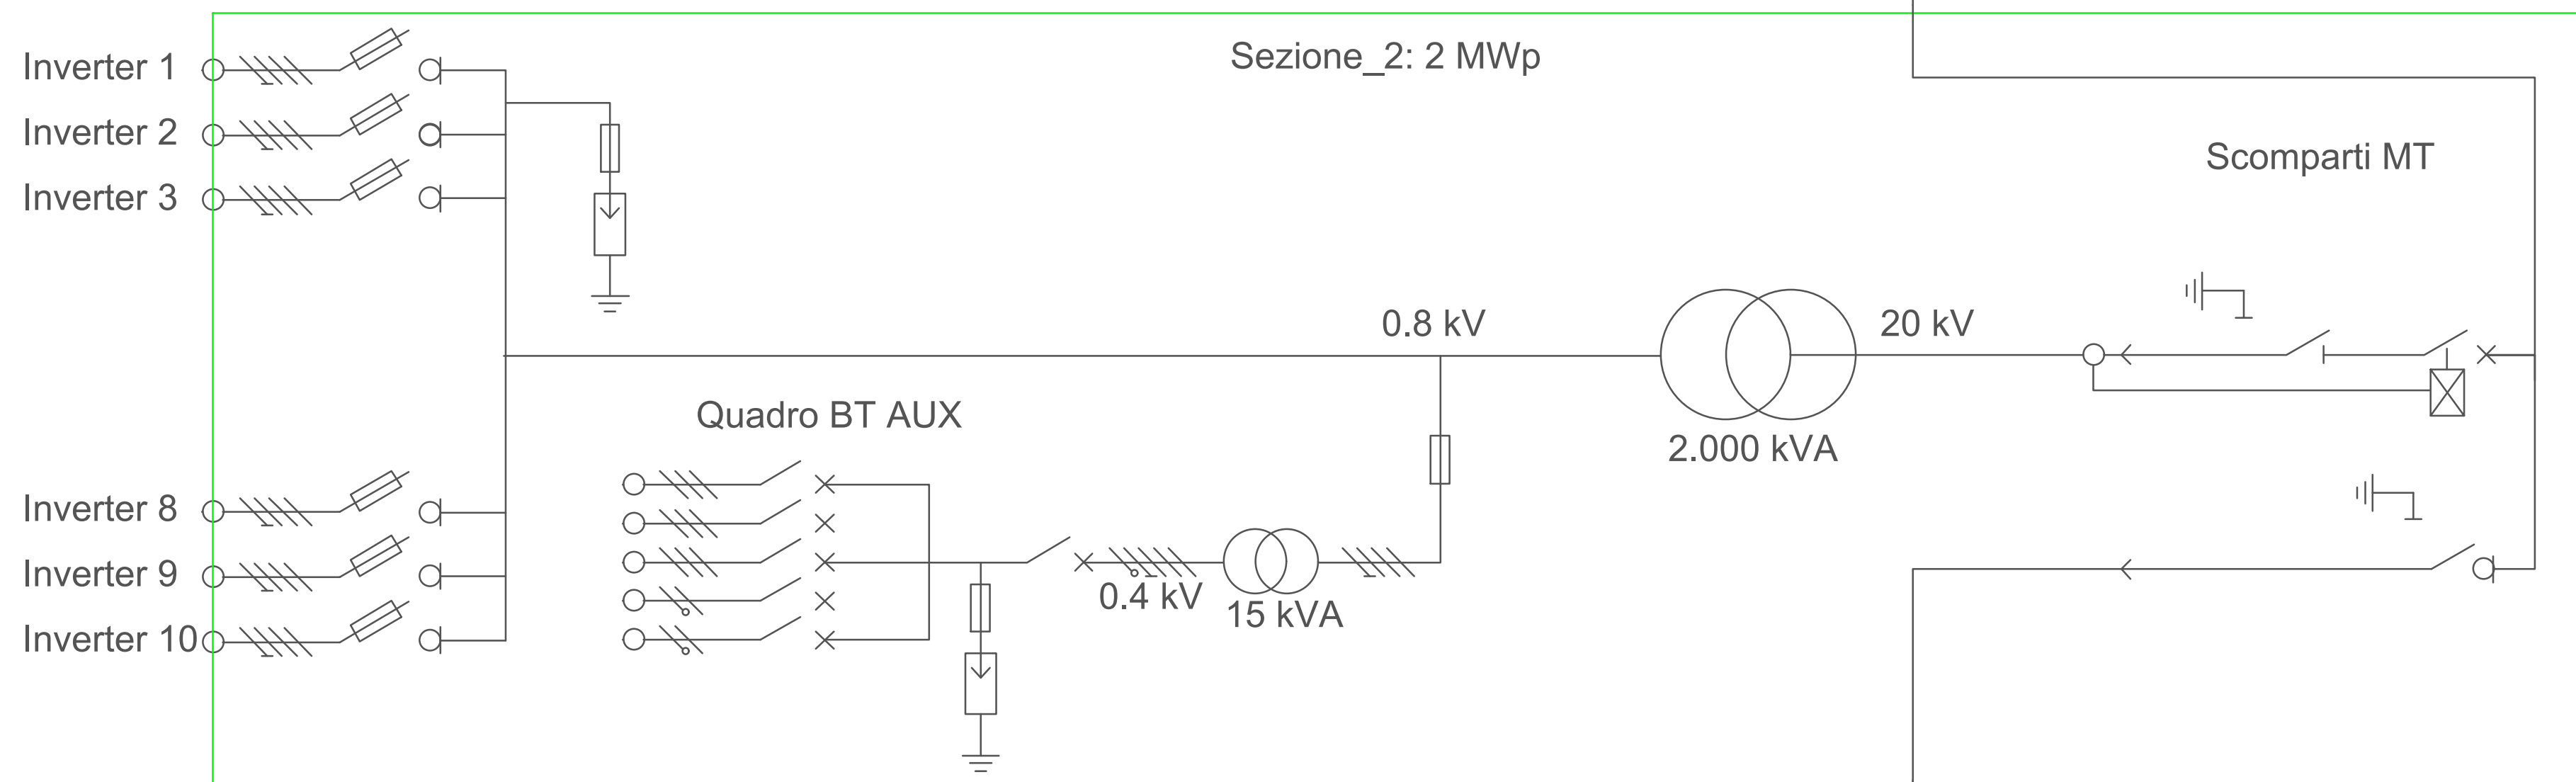 Sezione_2: 2 MWp
Inverter 1
Inverter 2
Inverter 3
Scomparti MT
0.8 kV
20 kV
2.000 kVA
Quadro BT AUX
Inverter 8
Inverter 9
Inverter 10
0.4 kV
15 kVA